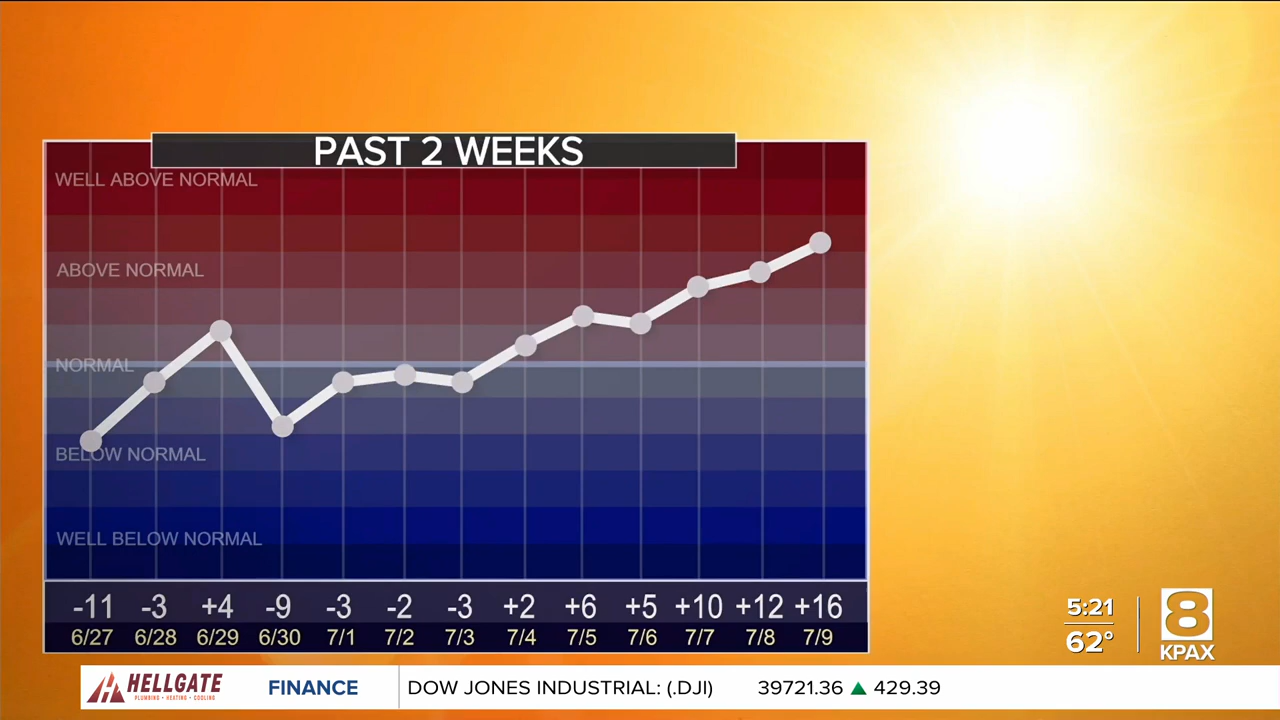 PAST 2 WEEKS
WELL ABOVE NORMAL
ABOVE NORMAL
NORMAL
BELOW NORMAL
WELL BELOW NORMAL
-11 -3 +4 -9 -3 -2 -3 +2 +6 +5 +10 +12 +16
6/27 6/28 6/29 6/30 7/1 7/2 7/3 7/4 7/5 7/6 7/7 7/8 7/9
5:21
62°
8
KPAX
HELLGATE
PLUMBING • HEATING • COOLING
FINANCE
DOW JONES INDUSTRIAL: (.DJI) 39721.36 ▲ 429.39